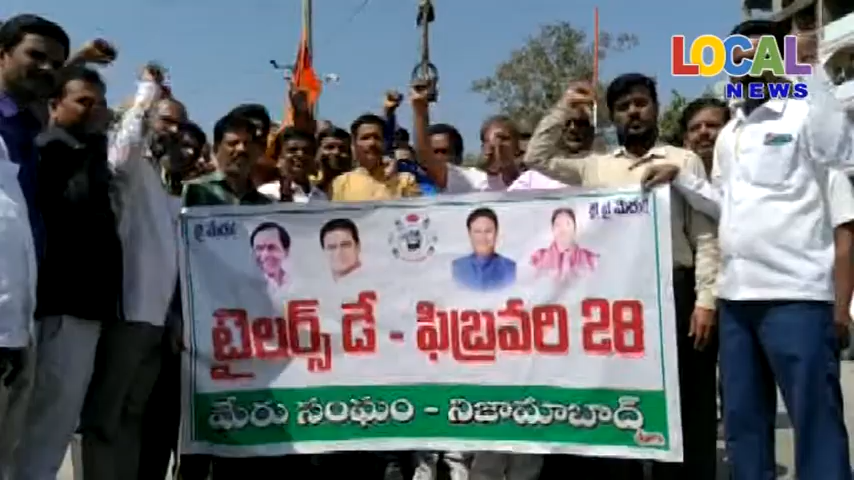 LOCAL
NEWS
జై మేరు
జై జై మేరు
టైలర్స్ డే - ఫిబ్రవరి 28
మేరు సంఘం - నిజామాబాద్